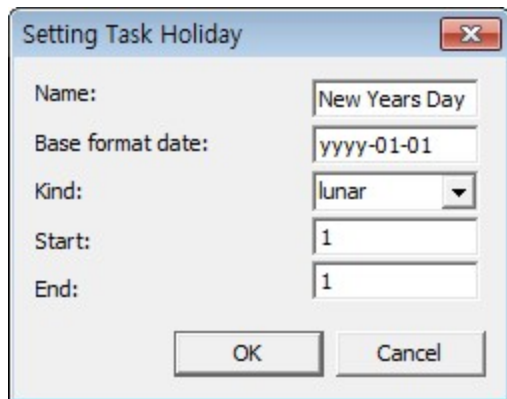 Setting Task Holiday
Name: New Years Day
Base format date: yyyy-01-01
Kind: lunar
Start: 1
End: 1
OK Cancel